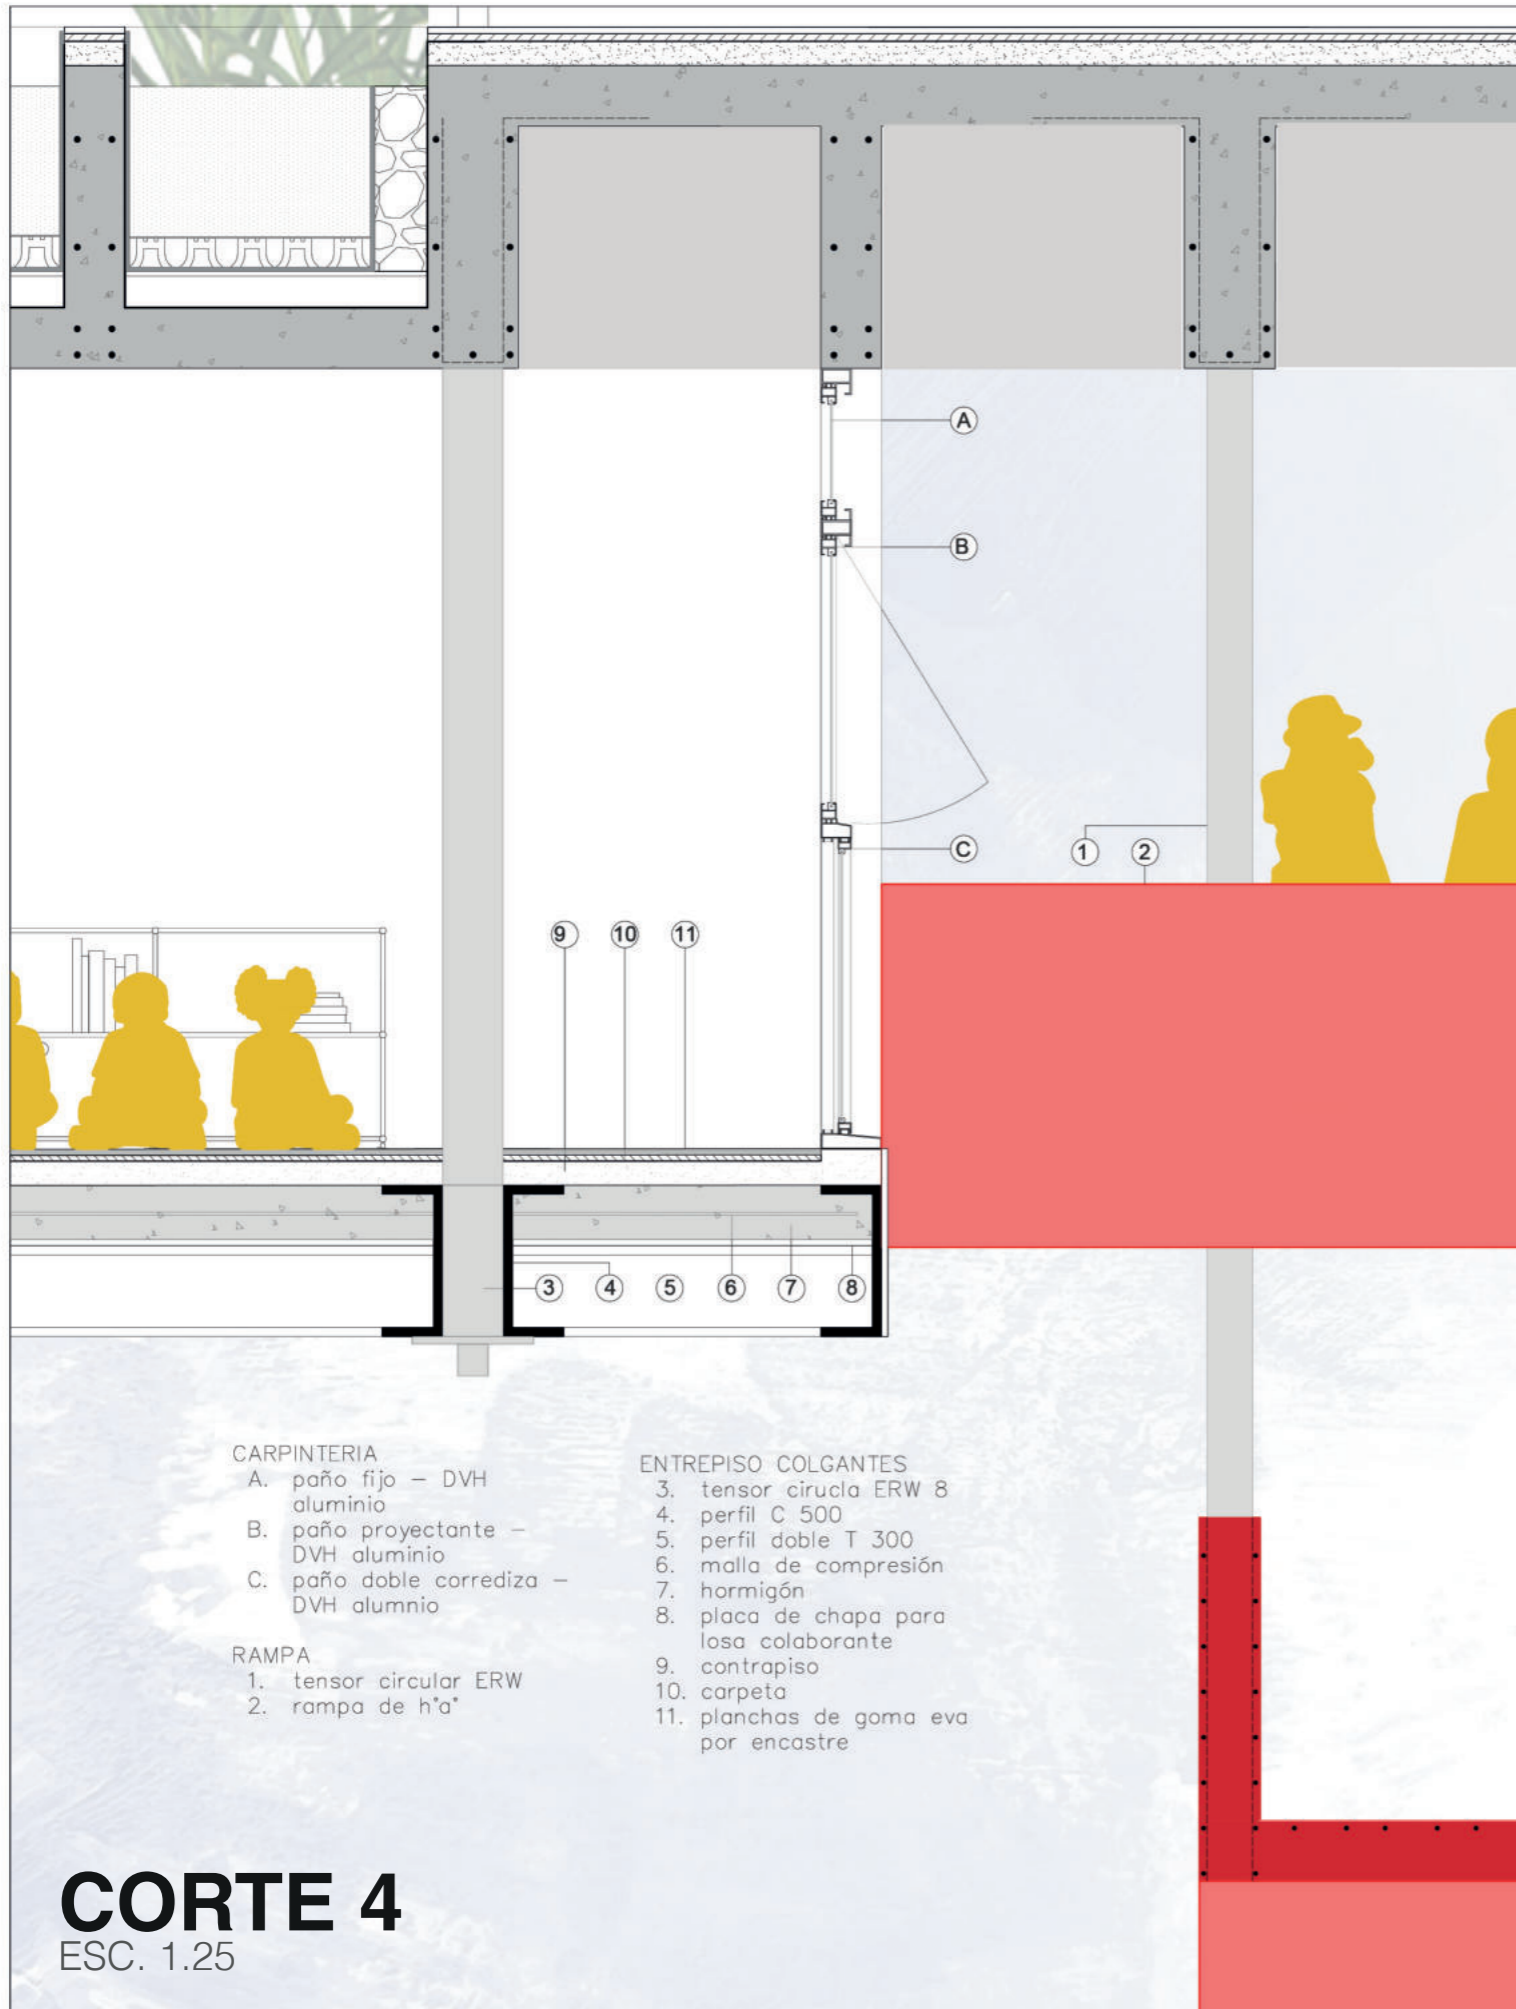 A
B
C
1 2
9 10 11
3 4 5 6 7 8
CARPINTERIA
A. paño fijo – DVH
aluminio
B. paño proyectante –
DVH aluminio
C. paño doble corrediza –
DVH alumnio
RAMPA
1. tensor circular ERW
2. rampa de h°a°
ENTREPISO COLGANTES
3. tensor cirucla ERW 8
4. perfil C 500
5. perfil doble T 300
6. malla de compresión
7. hormigón
8. placa de chapa para
losa colaborante
9. contrapiso
10. carpeta
11. planchas de goma eva
por encastre
CORTE 4
ESC. 1.25